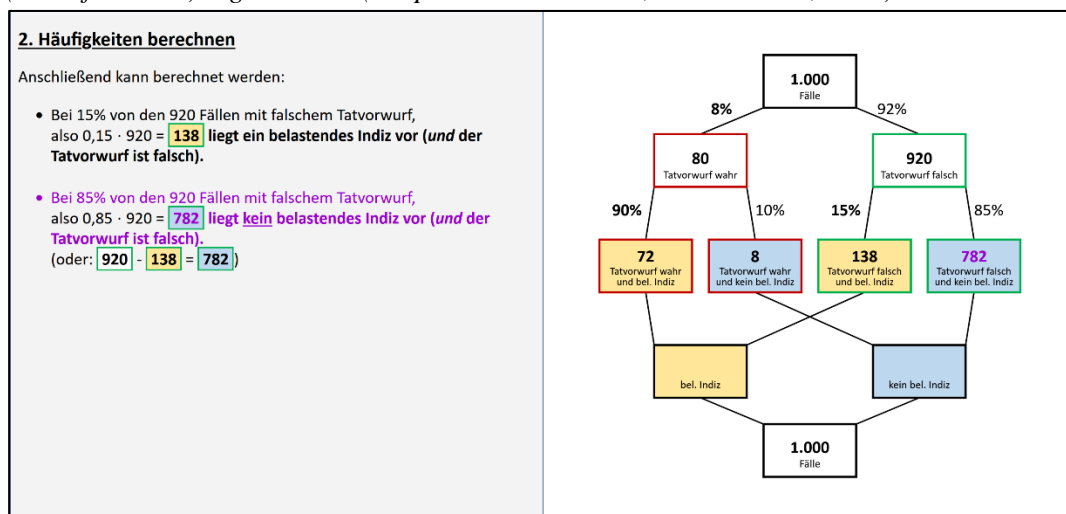 2. Häufigkeiten berechnen
Anschließend kann berechnet werden:
• Bei 15% von den 920 Fällen mit falschem Tatvorwurf,
also 0,15 · 920 = 138 liegt ein belastendes Indiz vor (und der
Tatvorwurf ist falsch).
• Bei 85% von den 920 Fällen mit falschem Tatvorwurf,
also 0,85 · 920 = 782 liegt kein belastendes Indiz vor (und der
Tatvorwurf ist falsch).
(oder: 920 - 138 = 782)
1.000
Fälle
8% 92%
80 920
Tatvorwurf wahr Tatvorwurf falsch
90% 10% 15% 85%
72 8 138 782
Tatvorwurf wahr Tatvorwurf wahr Tatvorwurf falsch Tatvorwurf falsch
und bel. Indiz und kein bel. Indiz und bel. Indiz und kein bel. Indiz
bel. Indiz kein bel. Indiz
1.000
Fälle